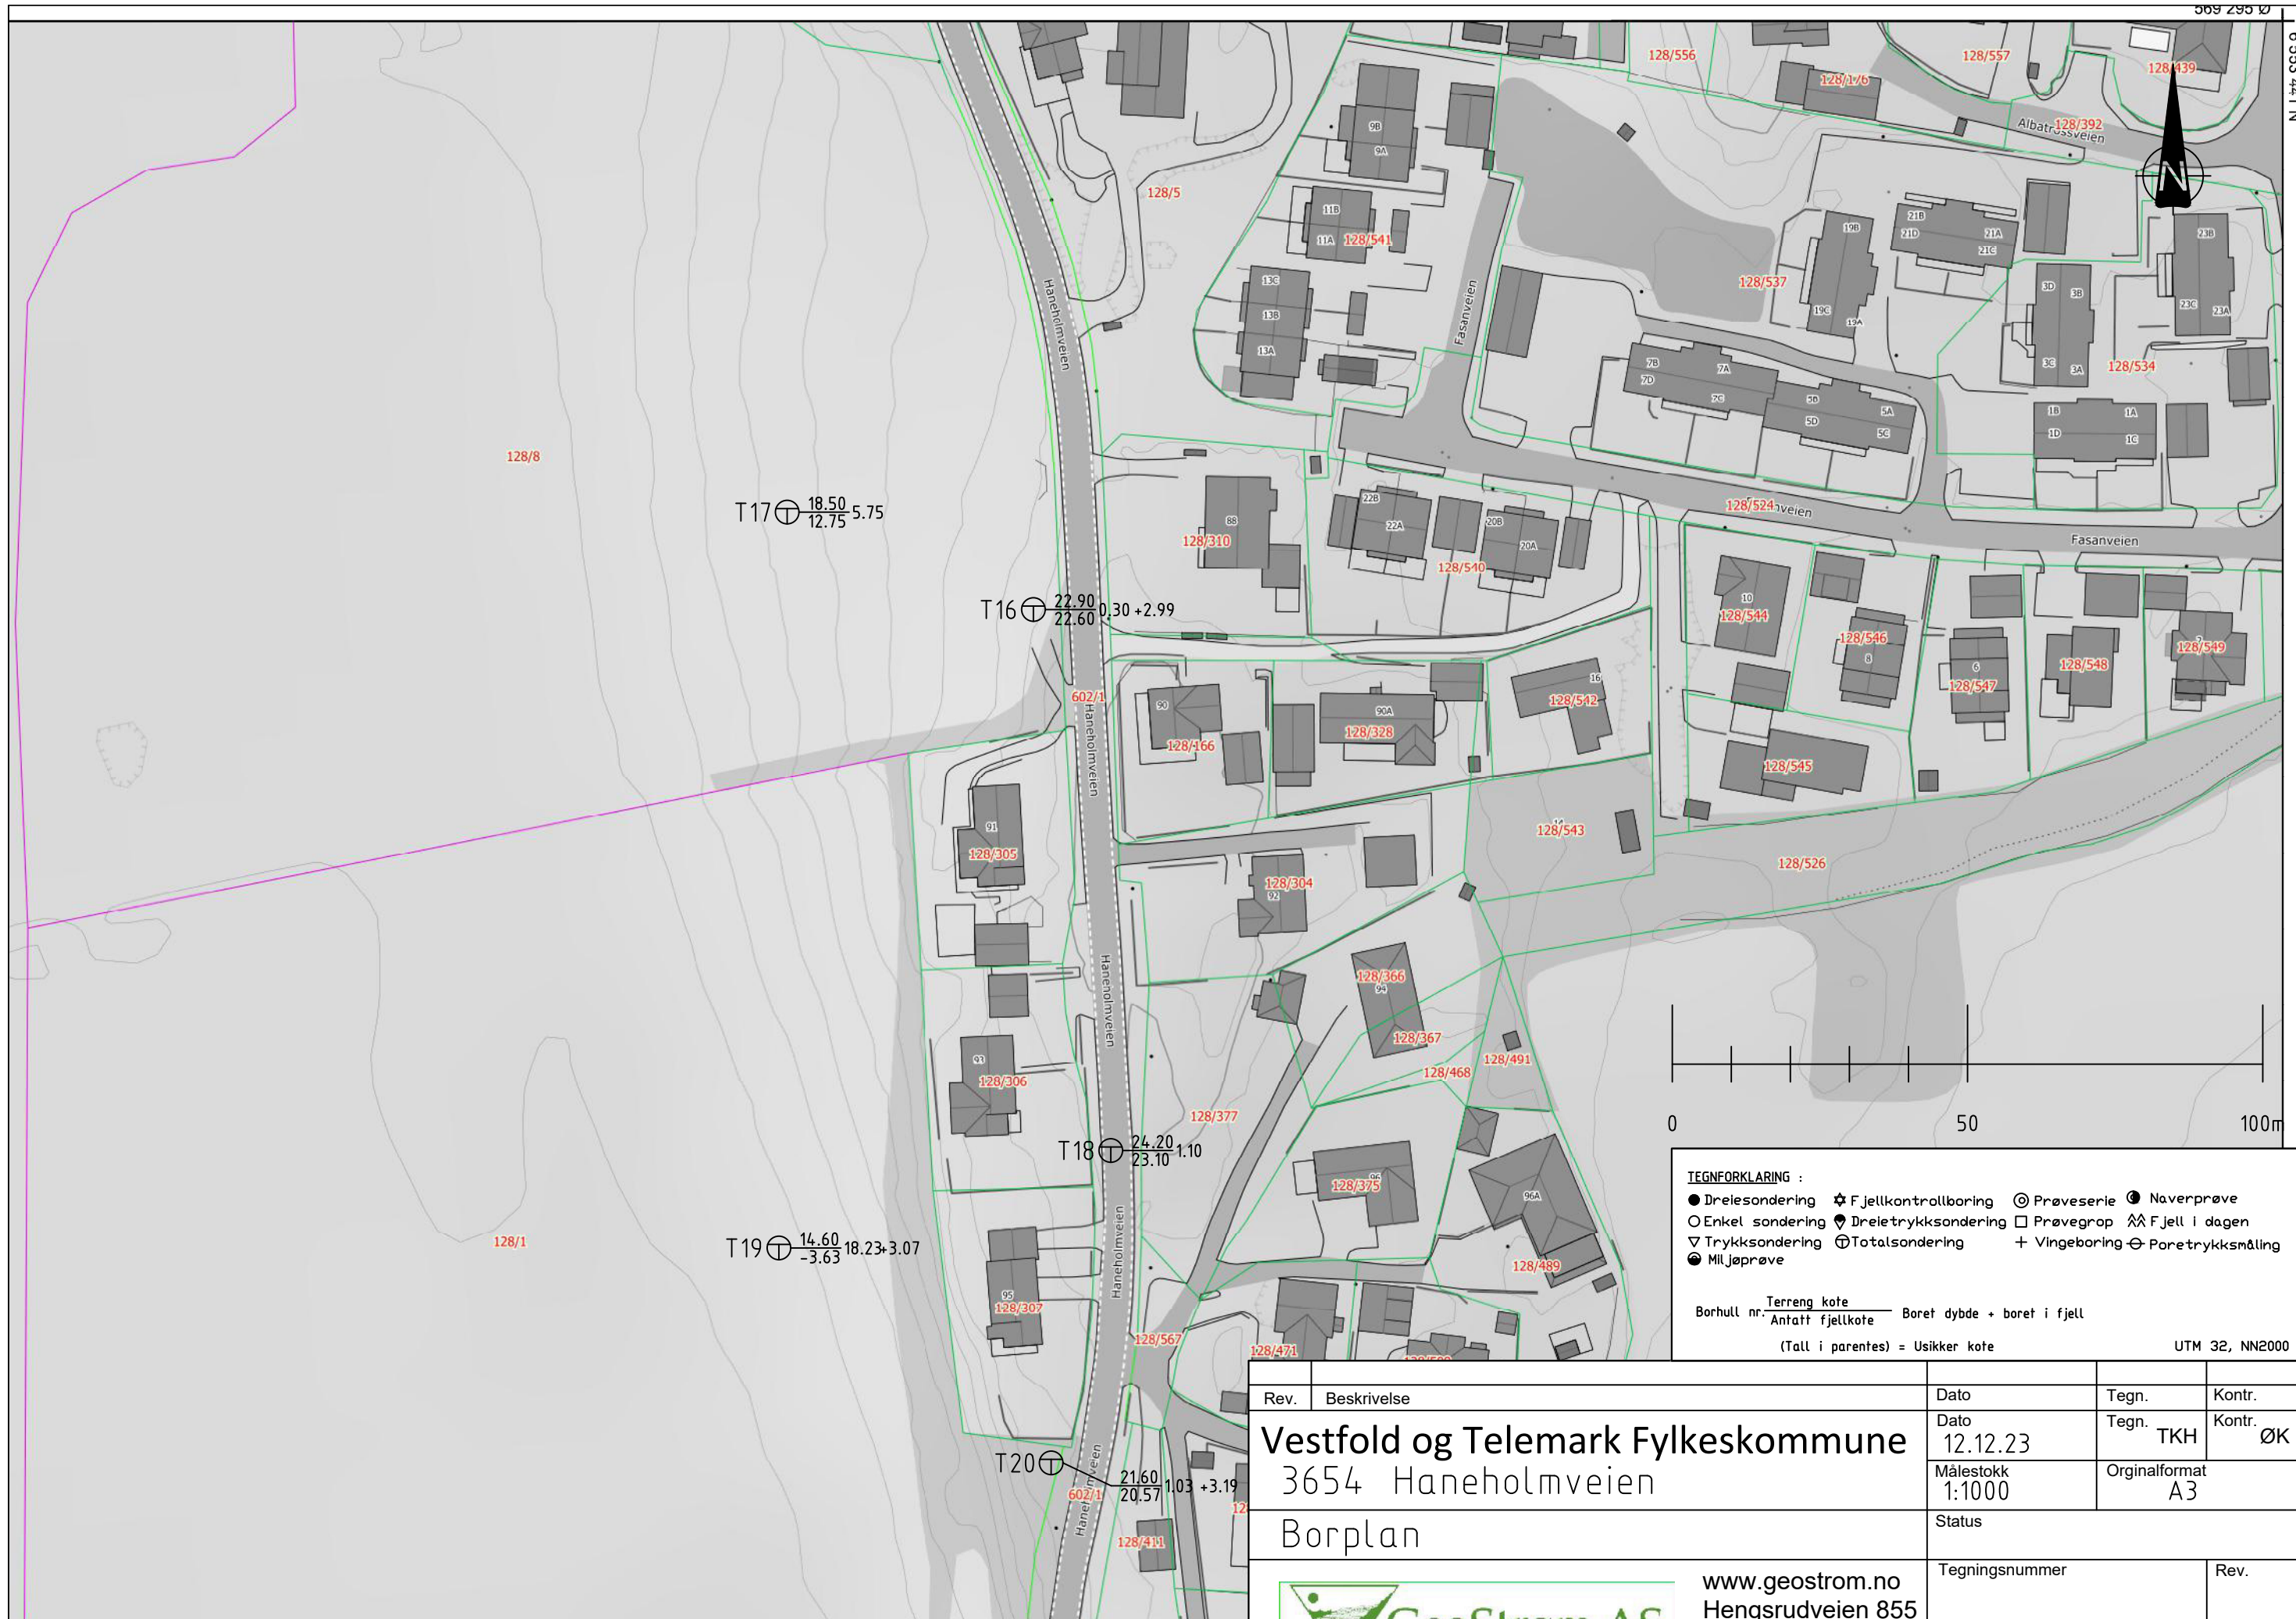 569 295 Ø
128/556
128/557
128/439
128/176
Albatrossveien
128/392
N
9B
9A
128/5
11B
11A
128/541
13C
13B
13A
Haneholmveien
Fasanveien
19B
19C
19A
21B
21D
21A
21C
23B
23C
23A
128/537
3D
3B
3C
3A
128/534
7B
7D
7A
7C
5B
5D
5A
5C
1B
1A
1D
1C
128/8
T17 18.50 5.75
12.75
88
128/310
22B
22A
20B
20A
128/540
128/524
Fasanveien
T16 22.90 0.30 +2.99
22.60
10
128/544
128/546
8
6
128/547
128/548
128/549
602/1
Haneholmveien
90
128/166
90A
128/328
16
128/542
128/545
91
128/305
128/543
128/526
128/304
92
Haneholmveien
128/366
94
128/367
128/468
128/491
93
128/306
128/377
0 50 100m
T18 24.20 1.10
23.10
128/375
96A
128/1
T19 14.60 18.23+3.07
-3.63
Haneholmveien
128/489
95
128/307
128/567
128/471
T20 21.60 1.03 +3.19
20.57
602/1
Haneholmveien
128/411
TEGNFORKLARING :
Dreiesondering Fjellkontrollboring Prøveserie Naverprøve
Enkel sondering Dreietrykksondering Prøvegrop Fjell i dagen
Trykksondering Totalsondering Vingeboring Poretrykksmåling
Miljøprøve
Borhull nr. Terreng kote Boret dybde + boret i fjell
Antatt fjellkote
(Tall i parentes) = Usikker kote UTM 32, NN2000
Rev. Beskrivelse Dato Tegn. Kontr.
Vestfold og Telemark Fylkeskommune
3654 Haneholmveien
Dato 12.12.23
Tegn. TKH
Kontr. ØK
Målestokk 1:1000
Orginalformat A3
Borplan
Status
Tegningsnummer Rev.
GeoStrøm AS
www.geostrom.no
Hengsrudveien 855